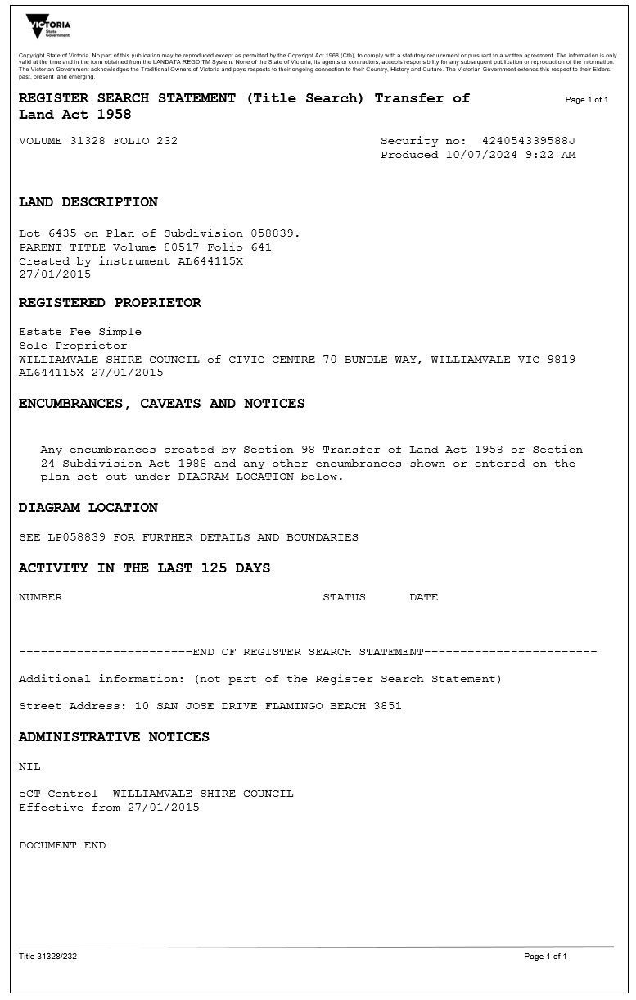 VICTORIA
State
Government
Copyright State of Victoria. No part of this publication may be reproduced except as permitted by the Copyright Act 1968 (Cth), to comply with a statutory requirement or pursuant to a written agreement. The information is only
valid at the time and in the form obtained from the LANDATA REGD TM System. None of the State of Victoria, its agents or contractors, accepts responsibility for any subsequent publication or reproduction of the information.
The Victorian Government acknowledges the Traditional Owners of Victoria and pays respects to their ongoing connection to their Country, History and Culture. The Victorian Government extends this respect to their Elders,
past, present and emerging.
REGISTER SEARCH STATEMENT (Title Search) Transfer of Page 1 of 1
Land Act 1958
VOLUME 31328 FOLIO 232 Security no: 424054339588J
Produced 10/07/2024 9:22 AM
LAND DESCRIPTION
Lot 6435 on Plan of Subdivision 058839.
PARENT TITLE Volume 80517 Folio 641
Created by instrument AL644115X
27/01/2015
REGISTERED PROPRIETOR
Estate Fee Simple
Sole Proprietor
WILLIAMVALE SHIRE COUNCIL of CIVIC CENTRE 70 BUNDLE WAY, WILLIAMVALE VIC 9819
AL644115X 27/01/2015
ENCUMBRANCES, CAVEATS AND NOTICES
Any encumbrances created by Section 98 Transfer of Land Act 1958 or Section
24 Subdivision Act 1988 and any other encumbrances shown or entered on the
plan set out under DIAGRAM LOCATION below.
DIAGRAM LOCATION
SEE LP058839 FOR FURTHER DETAILS AND BOUNDARIES
ACTIVITY IN THE LAST 125 DAYS
NUMBER STATUS DATE
------------------------END OF REGISTER SEARCH STATEMENT------------------------
Additional information: (not part of the Register Search Statement)
Street Address: 10 SAN JOSE DRIVE FLAMINGO BEACH 3851
ADMINISTRATIVE NOTICES
NIL
eCT Control WILLIAMVALE SHIRE COUNCIL
Effective from 27/01/2015
DOCUMENT END
Title 31328/232 Page 1 of 1